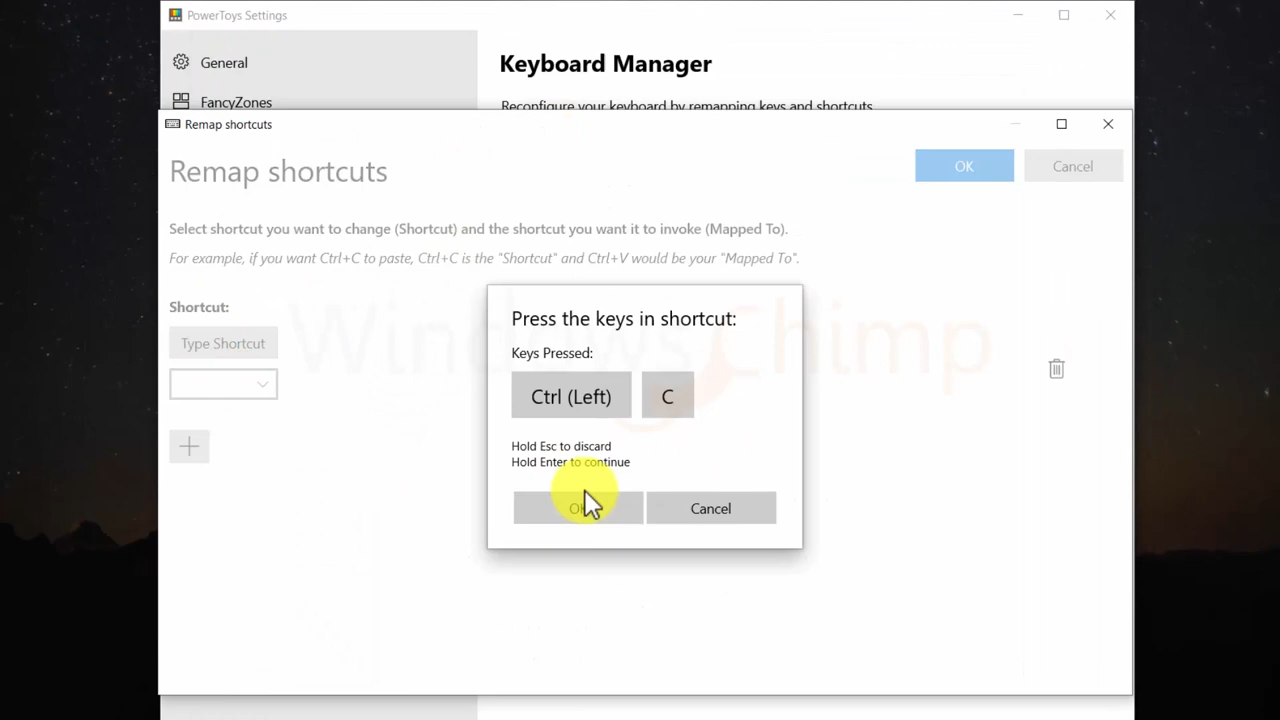 PowerToys Settings
General
FancyZones
Keyboard Manager
Reconfigure your keyboard by remapping keys and shortcuts
Remap shortcuts
Remap shortcuts
OK
Cancel
Select shortcut you want to change (Shortcut) and the shortcut you want it to invoke (Mapped To).
For example, if you want Ctrl+C to paste, Ctrl+C is the "Shortcut" and Ctrl+V would be your "Mapped To".
Shortcut:
Type Shortcut
WindowsChimp
Press the keys in shortcut:
Keys Pressed:
Ctrl (Left)
C
Hold Esc to discard
Hold Enter to continue
OK
Cancel